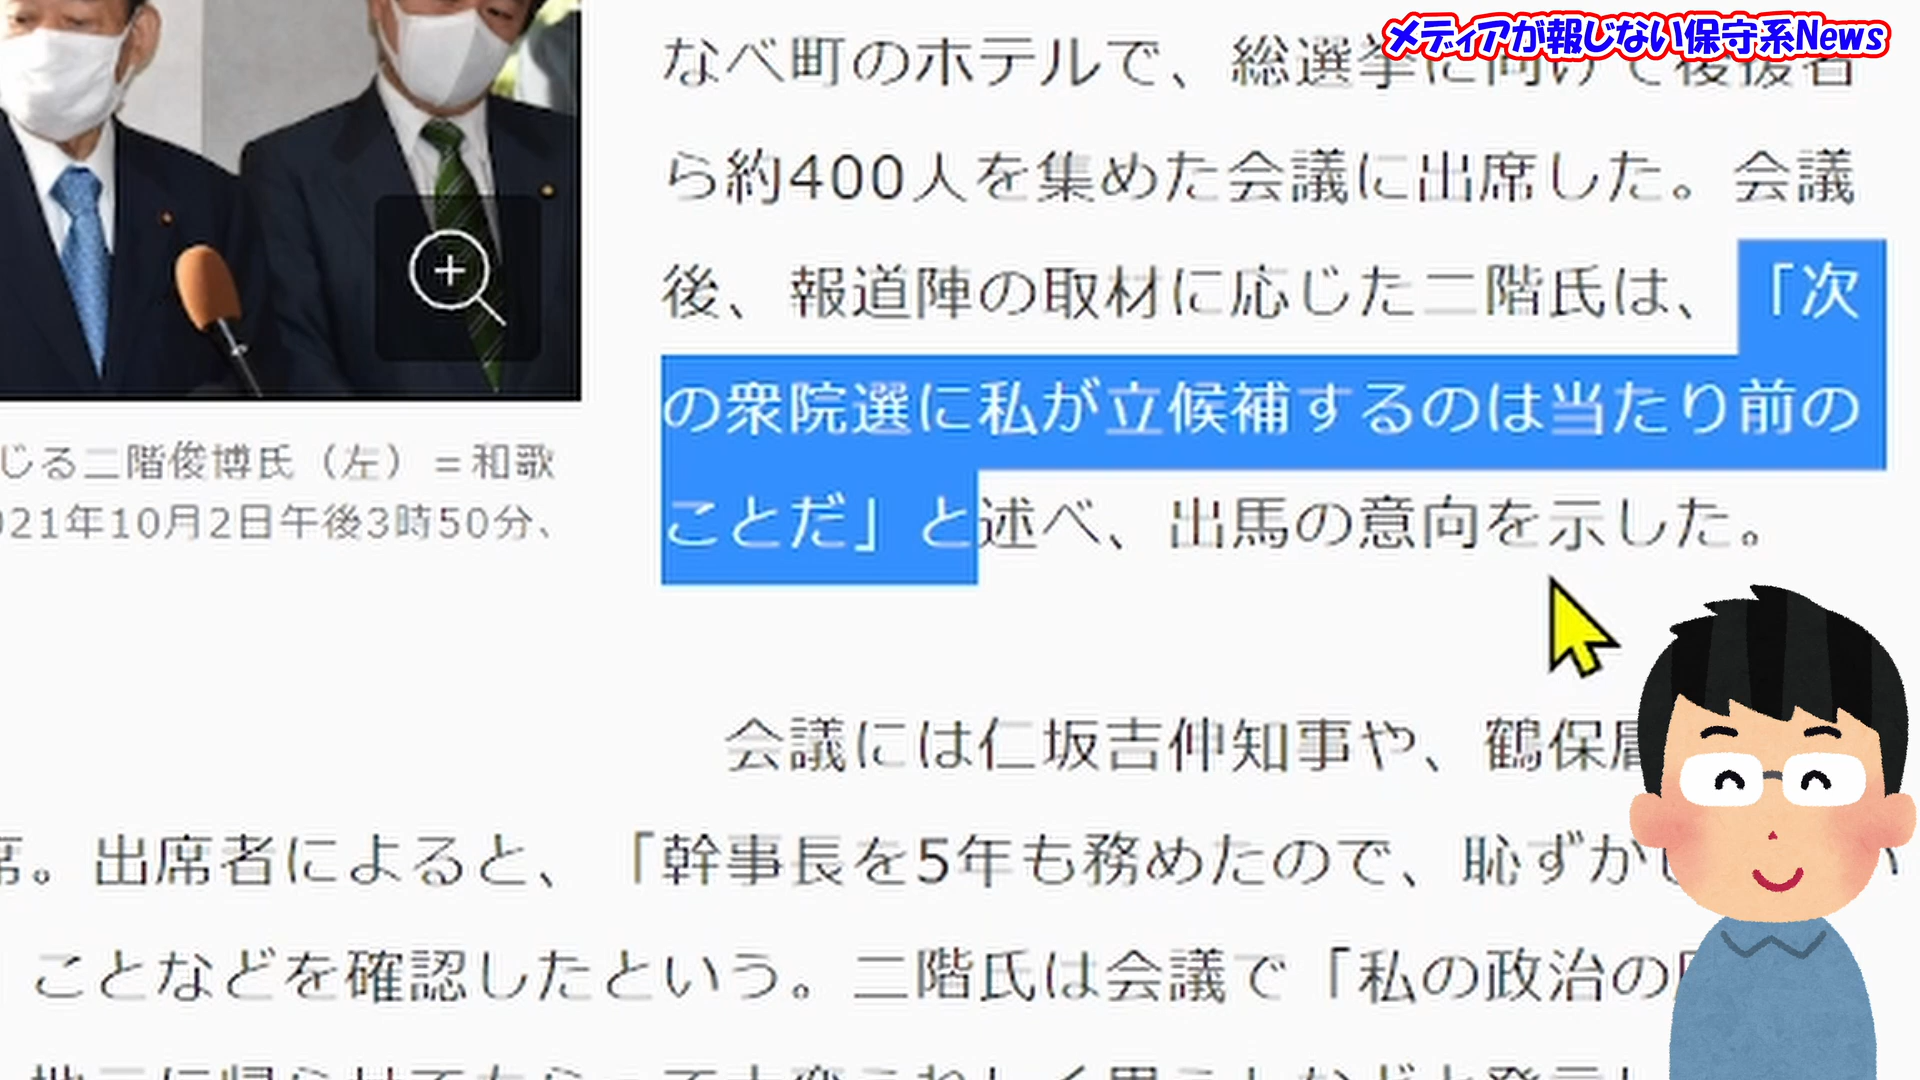 メディアが報じない保守系News
なべ町のホテルで、総選挙に向けて後援者
ら約400人を集めた会議に出席した。会議
後、報道陣の取材に応じた二階氏は、「次
の衆院選に私が立候補するのは当たり前の
ことだ」と述べ、出馬の意向を示した。
じる二階俊博氏（左）＝和歌
021年10月2日午後3時50分、
会議には仁坂吉伸知事や、鶴保庸
席。出席者によると、「幹事長を5年も務めたので、恥ずかし
ことなどを確認したという。二階氏は会議で「私の政治の